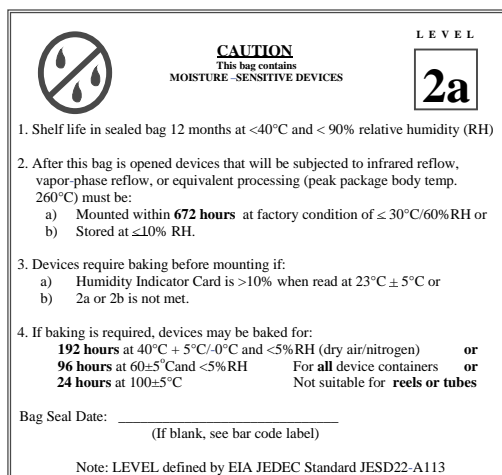 LEVEL
CAUTION
This bag contains
MOISTURE –SENSITIVE DEVICES
2a
1. Shelf life in sealed bag 12 months at <40°C and < 90% relative humidity (RH)
2. After this bag is opened devices that will be subjected to infrared reflow,
vapor-phase reflow, or equivalent processing (peak package body temp.
260°C) must be:
a) Mounted within 672 hours at factory condition of ≤ 30°C/60%RH or
b) Stored at ≤10% RH.
3. Devices require baking before mounting if:
a) Humidity Indicator Card is >10% when read at 23°C ± 5°C or
b) 2a or 2b is not met.
4. If baking is required, devices may be baked for:
192 hours at 40°C + 5°C/-0°C and <5%RH (dry air/nitrogen) or
96 hours at 60±5°Cand <5%RH For all device containers or
24 hours at 100±5°C Not suitable for reels or tubes
Bag Seal Date: ______________________________
(If blank, see bar code label)
Note: LEVEL defined by EIA JEDEC Standard JESD22-A113